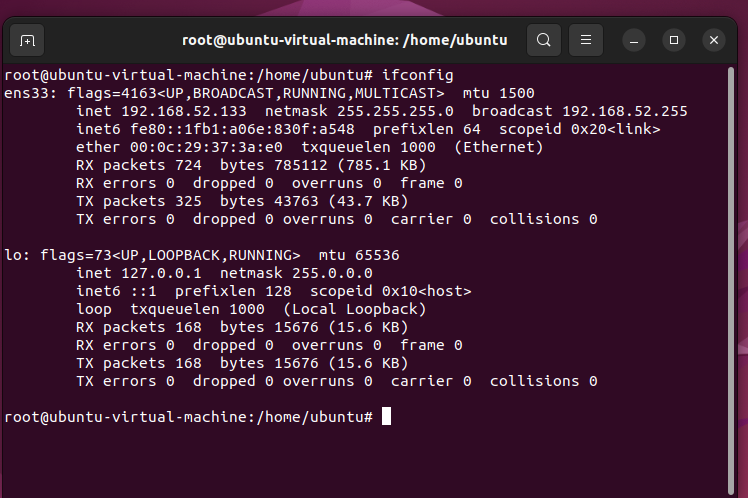 root@ubuntu-virtual-machine: /home/ubuntu
root@ubuntu-virtual-machine:/home/ubuntu# ifconfig
ens33: flags=4163<UP,BROADCAST,RUNNING,MULTICAST>  mtu 1500
        inet 192.168.52.133  netmask 255.255.255.0  broadcast 192.168.52.255
        inet6 fe80::1fb1:a06e:830f:a548  prefixlen 64  scopeid 0x20<link>
        ether 00:0c:29:37:3a:e0  txqueuelen 1000  (Ethernet)
        RX packets 724  bytes 785112 (785.1 KB)
        RX errors 0  dropped 0  overruns 0  frame 0
        TX packets 325  bytes 43763 (43.7 KB)
        TX errors 0  dropped 0 overruns 0  carrier 0  collisions 0

lo: flags=73<UP,LOOPBACK,RUNNING>  mtu 65536
        inet 127.0.0.1  netmask 255.0.0.0
        inet6 ::1  prefixlen 128  scopeid 0x10<host>
        loop  txqueuelen 1000  (Local Loopback)
        RX packets 168  bytes 15676 (15.6 KB)
        RX errors 0  dropped 0  overruns 0  frame 0
        TX packets 168  bytes 15676 (15.6 KB)
        TX errors 0  dropped 0 overruns 0  carrier 0  collisions 0

root@ubuntu-virtual-machine:/home/ubuntu#